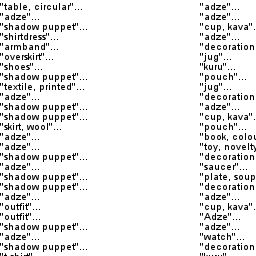 "table, circular"... "adze"...
"adze"... "adze"...
"shadow puppet"... "cup, kava".
"shirtdress"... "adze"...
"armband"... "decoration
"overskirt"... "jug"...
"shoes"... "kuru"...
"shadow puppet"... "pouch"...
"textile, printed"... "jug"...
"adze"... "decoration
"shadow puppet"... "adze"...
"shadow puppet"... "cup, kava".
"skirt, wool"... "pouch"...
"adze"... "book, colou
"adze"... "toy, novelty
"shadow puppet"... "decoration
"adze"... "saucer"...
"shadow puppet"... "plate, soup
"shadow puppet"... "decoration
"adze"... "adze"...
"outfit"... "cup, kava".
"outfit"... "Adze"...
"shadow puppet"... "adze"...
"adze"... "watch"...
"shadow puppet"... "decoration